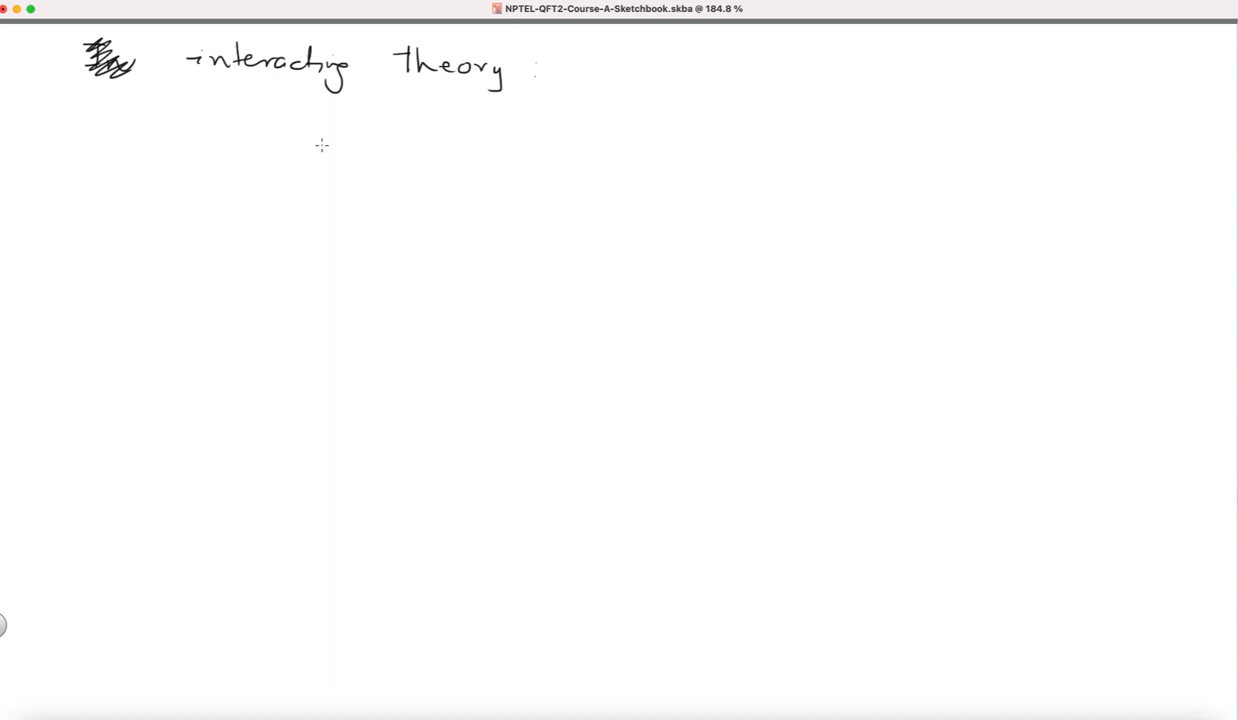 NPTEL-QFT2-Course-A-Sketchbook.skba @ 184.8 %
interacting theory :